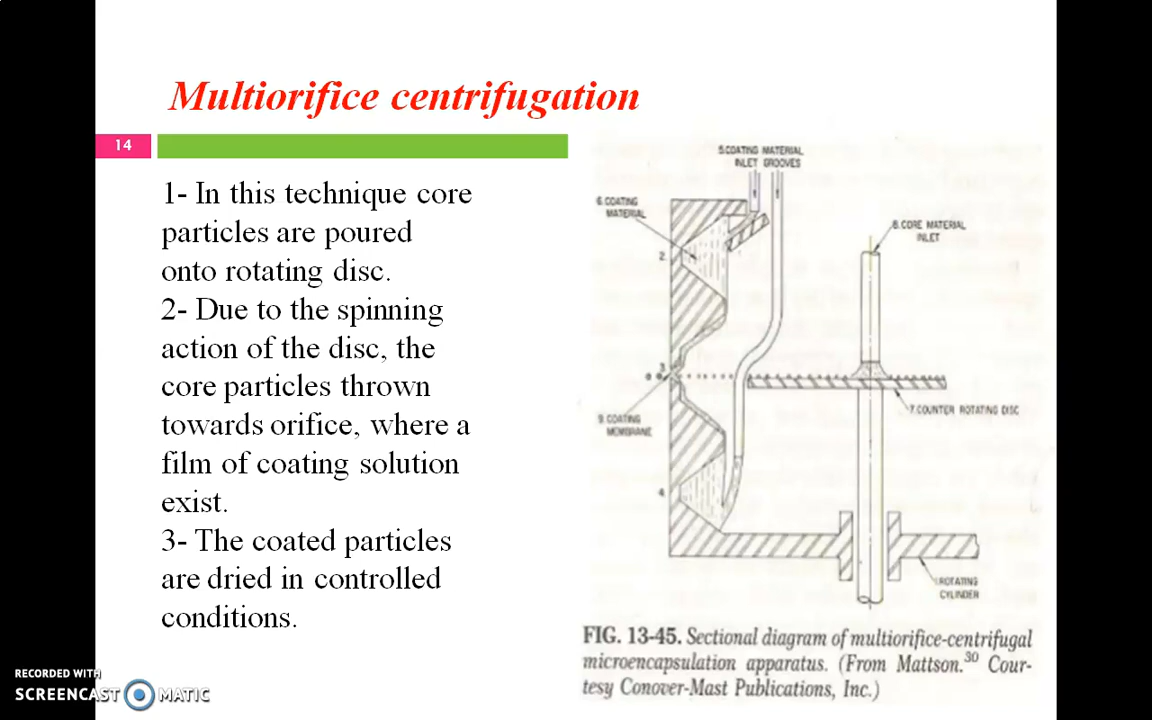 Multiorifice centrifugation
14
1- In this technique core
particles are poured
onto rotating disc.
2- Due to the spinning
action of the disc, the
core particles thrown
towards orifice, where a
film of coating solution
exist.
3- The coated particles
are dried in controlled
conditions.
5.COATING MATERIAL
INLET GROOVES
6.COATING
MATERIAL
2.
8.CORE MATERIAL
INLET
3
7.COUNTER ROTATING DISC
9.COATING
MEMBRANE
4.
1.ROTATING
CYLINDER
FIG. 13-45. Sectional diagram of multiorifice-centrifugal
microencapsulation apparatus. (From Mattson.30 Cour-
tesy Conover-Mast Publications, Inc.)
RECORDED WITH
SCREENCAST MATIC